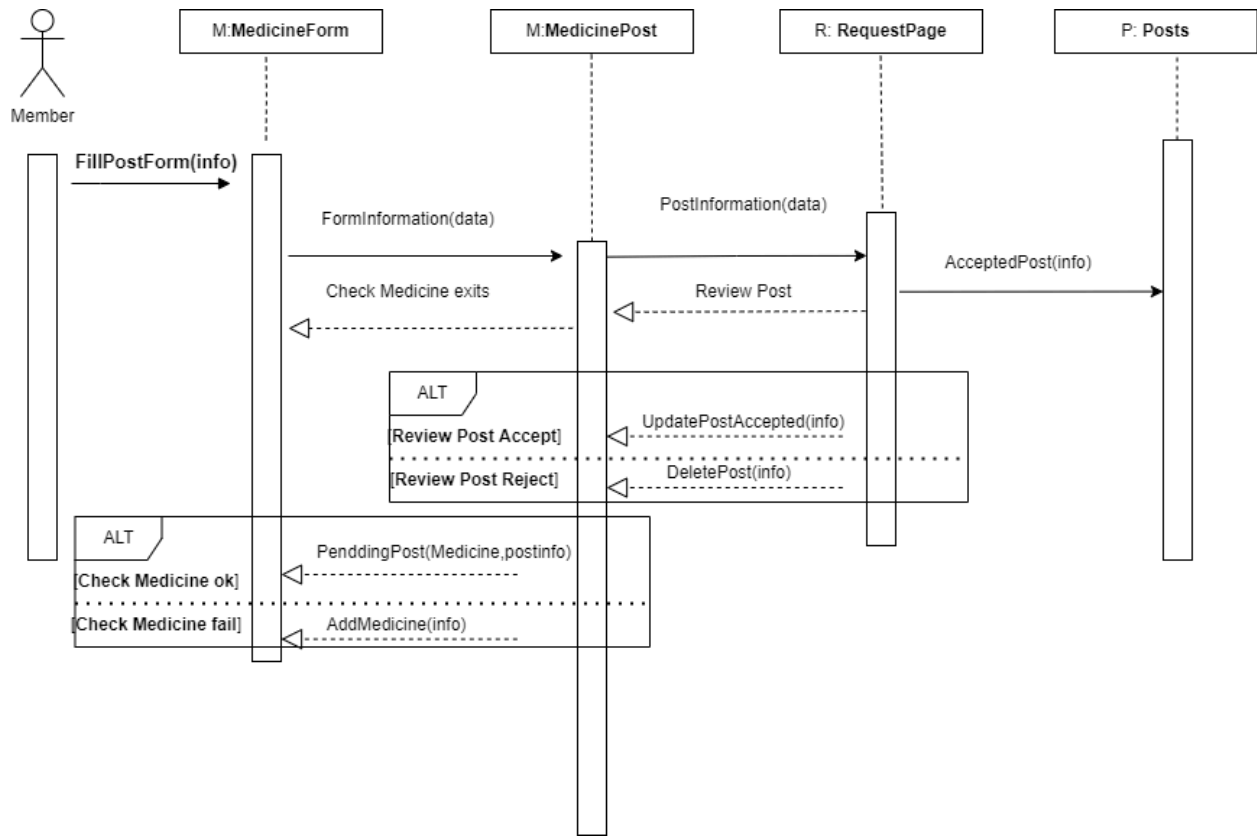 M:MedicineForm
M:MedicinePost
R: RequestPage
P: Posts
Member
FillPostForm(info)
FormInformation(data)
PostInformation(data)
AcceptedPost(info)
Check Medicine exits
Review Post
ALT
UpdatePostAccepted(info)
[Review Post Accept]
DeletePost(info)
[Review Post Reject]
ALT
PenddingPost(Medicine,postinfo)
[Check Medicine ok]
[Check Medicine fail]
AddMedicine(info)